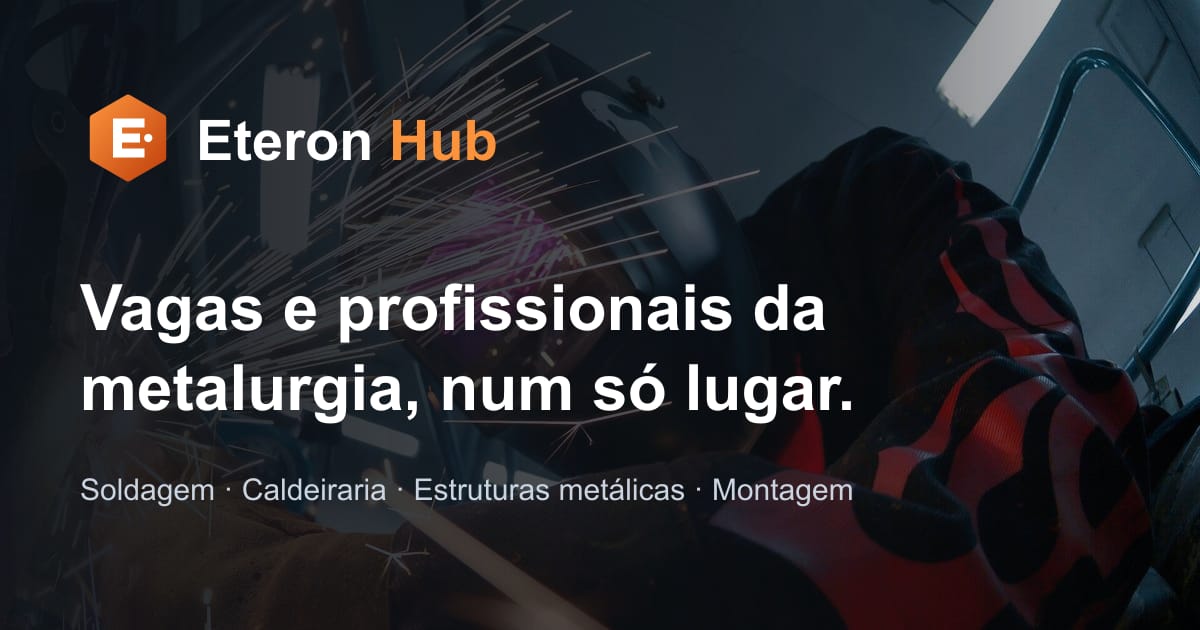 E
Eteron Hub
Vagas e profissionais da
metalurgia, num só lugar.
Soldagem · Caldeiraria · Estruturas metálicas · Montagem